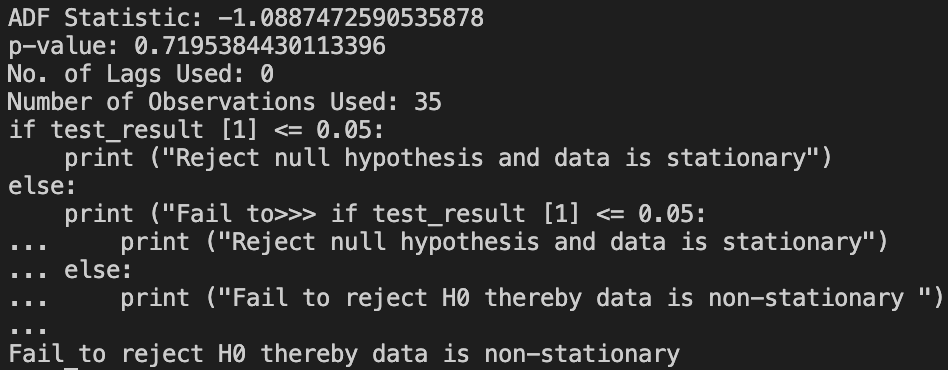 ADF Statistic: -1.0887472590535878
p-value: 0.7195384430113396
No. of Lags Used: 0
Number of Observations Used: 35
if test_result [1] <= 0.05:
    print ("Reject null hypothesis and data is stationary")
else:
    print ("Fail to>>> if test_result [1] <= 0.05:
...     print ("Reject null hypothesis and data is stationary")
... else:
...     print ("Fail to reject H0 thereby data is non-stationary ")
...
Fail to reject H0 thereby data is non-stationary